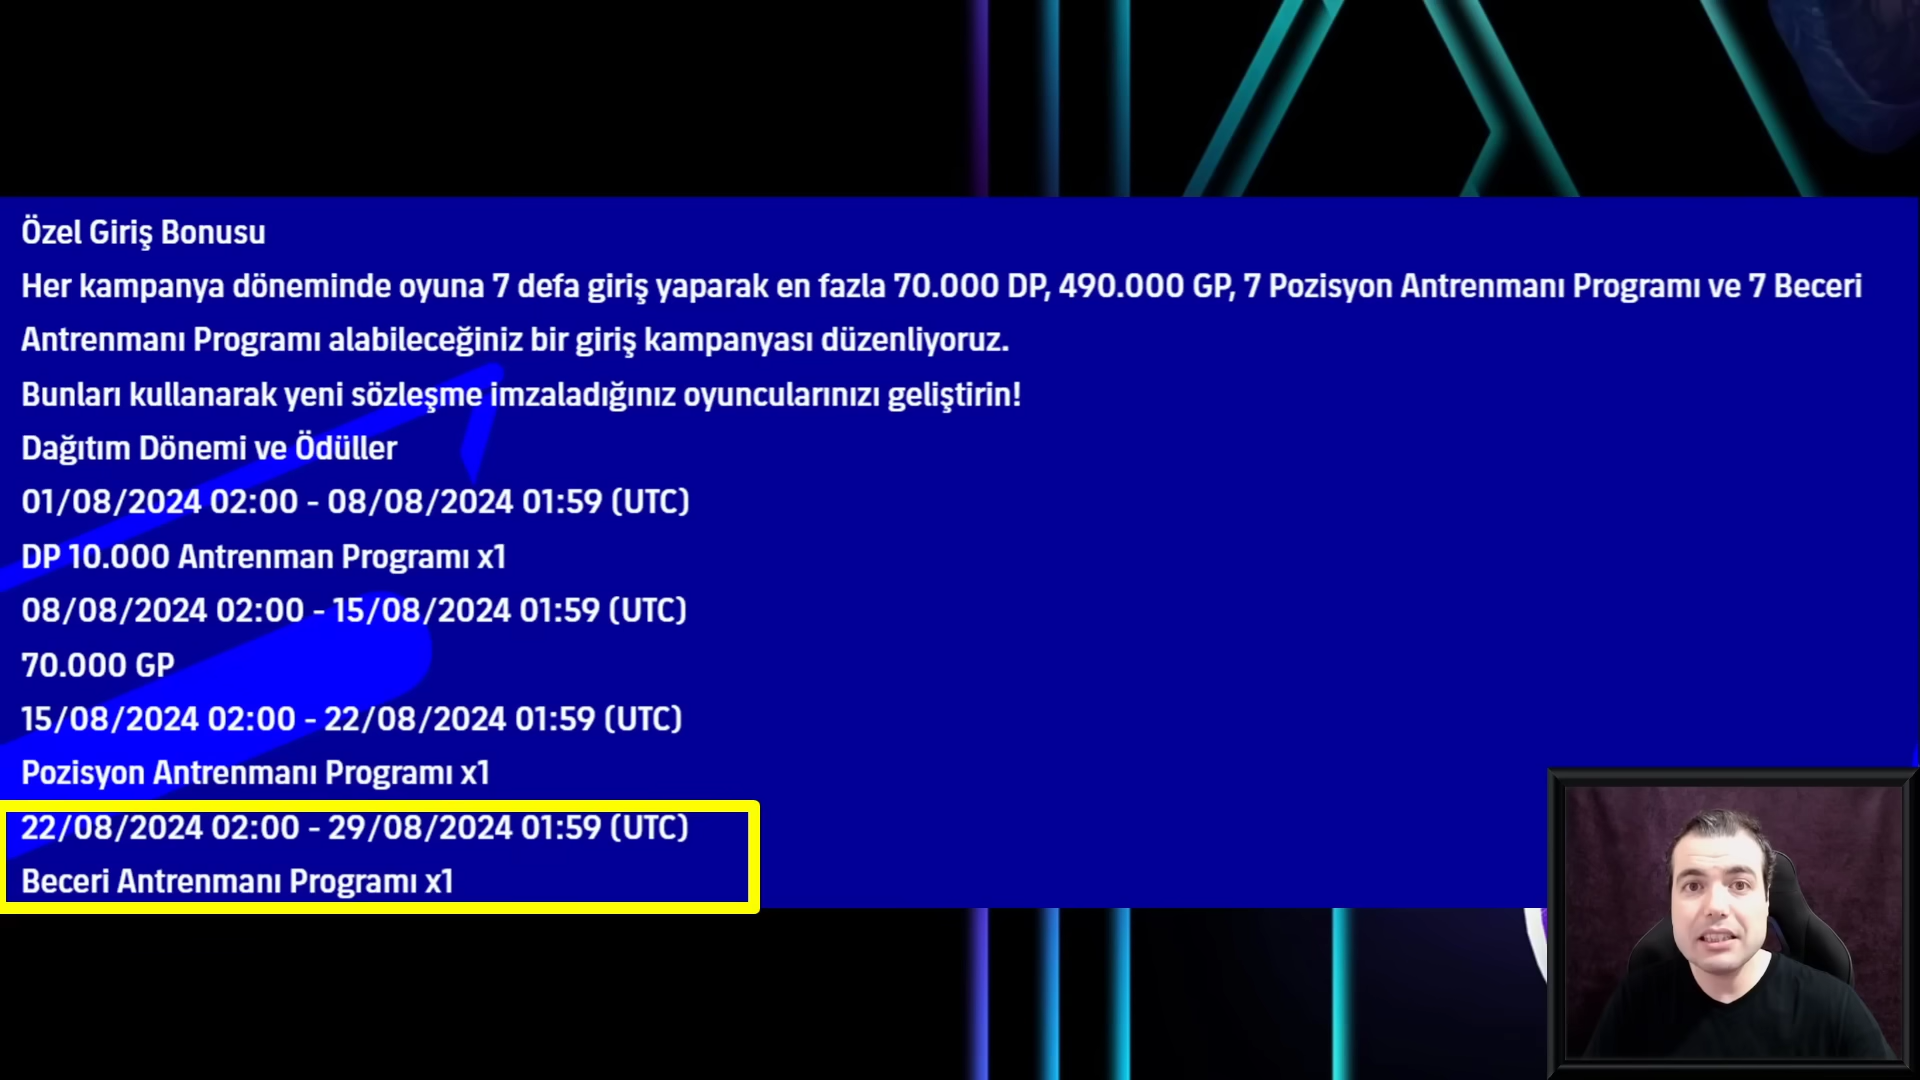 Özel Giriş Bonusu
Her kampanya döneminde oyuna 7 defa giriş yaparak en fazla 70.000 DP, 490.000 GP, 7 Pozisyon Antrenmanı Programı ve 7 Beceri
Antrenmanı Programı alabileceğiniz bir giriş kampanyası düzenliyoruz.
Bunları kullanarak yeni sözleşme imzaladığınız oyuncularınızı geliştirin!
Dağıtım Dönemi ve Ödüller
01/08/2024 02:00 - 08/08/2024 01:59 (UTC)
DP 10.000 Antrenman Programı x1
08/08/2024 02:00 - 15/08/2024 01:59 (UTC)
70.000 GP
15/08/2024 02:00 - 22/08/2024 01:59 (UTC)
Pozisyon Antrenmanı Programı x1
22/08/2024 02:00 - 29/08/2024 01:59 (UTC)
Beceri Antrenmanı Programı x1